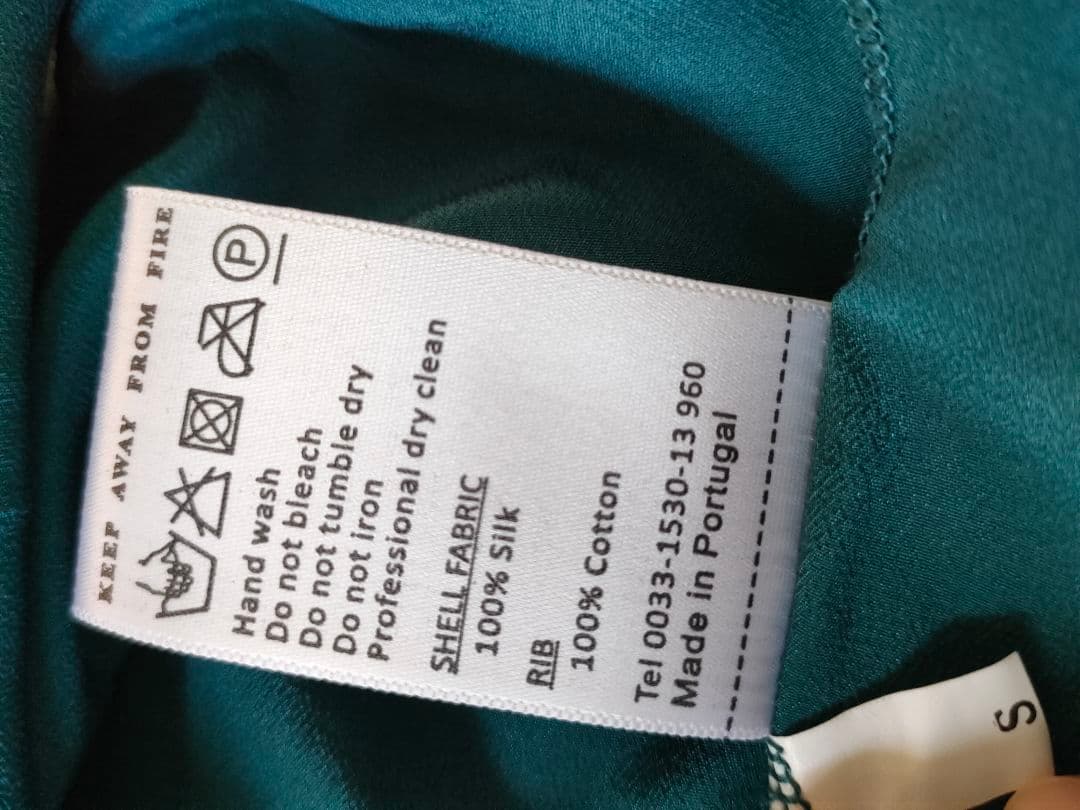 KEEP AWAY FROM FIRE
P
Hand wash
Do not bleach
Do not tumble dry
Do not iron
Professional dry clean
SHELL FABRIC
100% Silk
RIB
100% Cotton
Tel 0033-1530-13 960
Made in Portugal
S